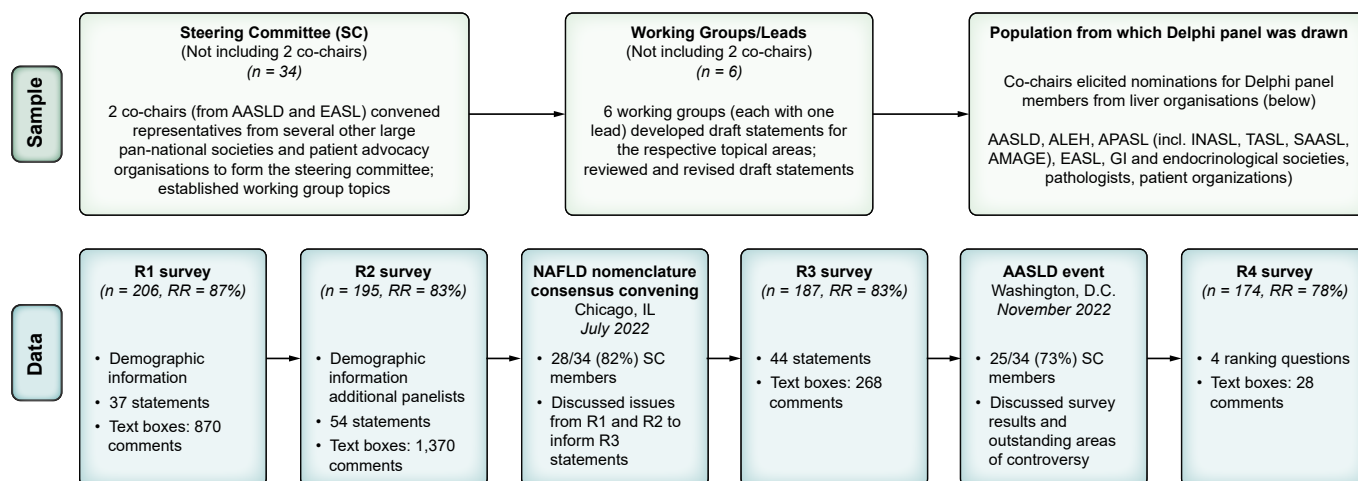 Sample
Steering Committee (SC)
(Not including 2 co-chairs)
(n = 34)
2 co-chairs (from AASLD and EASL) convened
representatives from several other large
pan-national societies and patient advocacy
organisations to form the steering committee;
established working group topics
Working Groups/Leads
(Not including 2 co-chairs)
(n = 6)
6 working groups (each with one
lead) developed draft statements for
the respective topical areas;
reviewed and revised draft statements
Population from which Delphi panel was drawn
Co-chairs elicited nominations for Delphi panel
members from liver organisations (below)
AASLD, ALEH, APASL (incl. INASL, TASL, SAASL,
AMAGE), EASL, GI and endocrinological societies,
pathologists, patient organizations)
Data
R1 survey
(n = 206, RR = 87%)
• Demographic
information
• 37 statements
• Text boxes: 870
comments
R2 survey
(n = 195, RR = 83%)
• Demographic
information
additional panelists
• 54 statements
• Text boxes: 1,370
comments
NAFLD nomenclature
consensus convening
Chicago, IL
July 2022
• 28/34 (82%) SC
members
• Discussed issues
from R1 and R2 to
inform R3
statements
R3 survey
(n = 187, RR = 83%)
• 44 statements
• Text boxes: 268
comments
AASLD event
Washington, D.C.
November 2022
• 25/34 (73%) SC
members
• Discussed survey
results and
outstanding areas
of controversy
R4 survey
(n = 174, RR = 78%)
• 4 ranking questions
• Text boxes: 28
comments